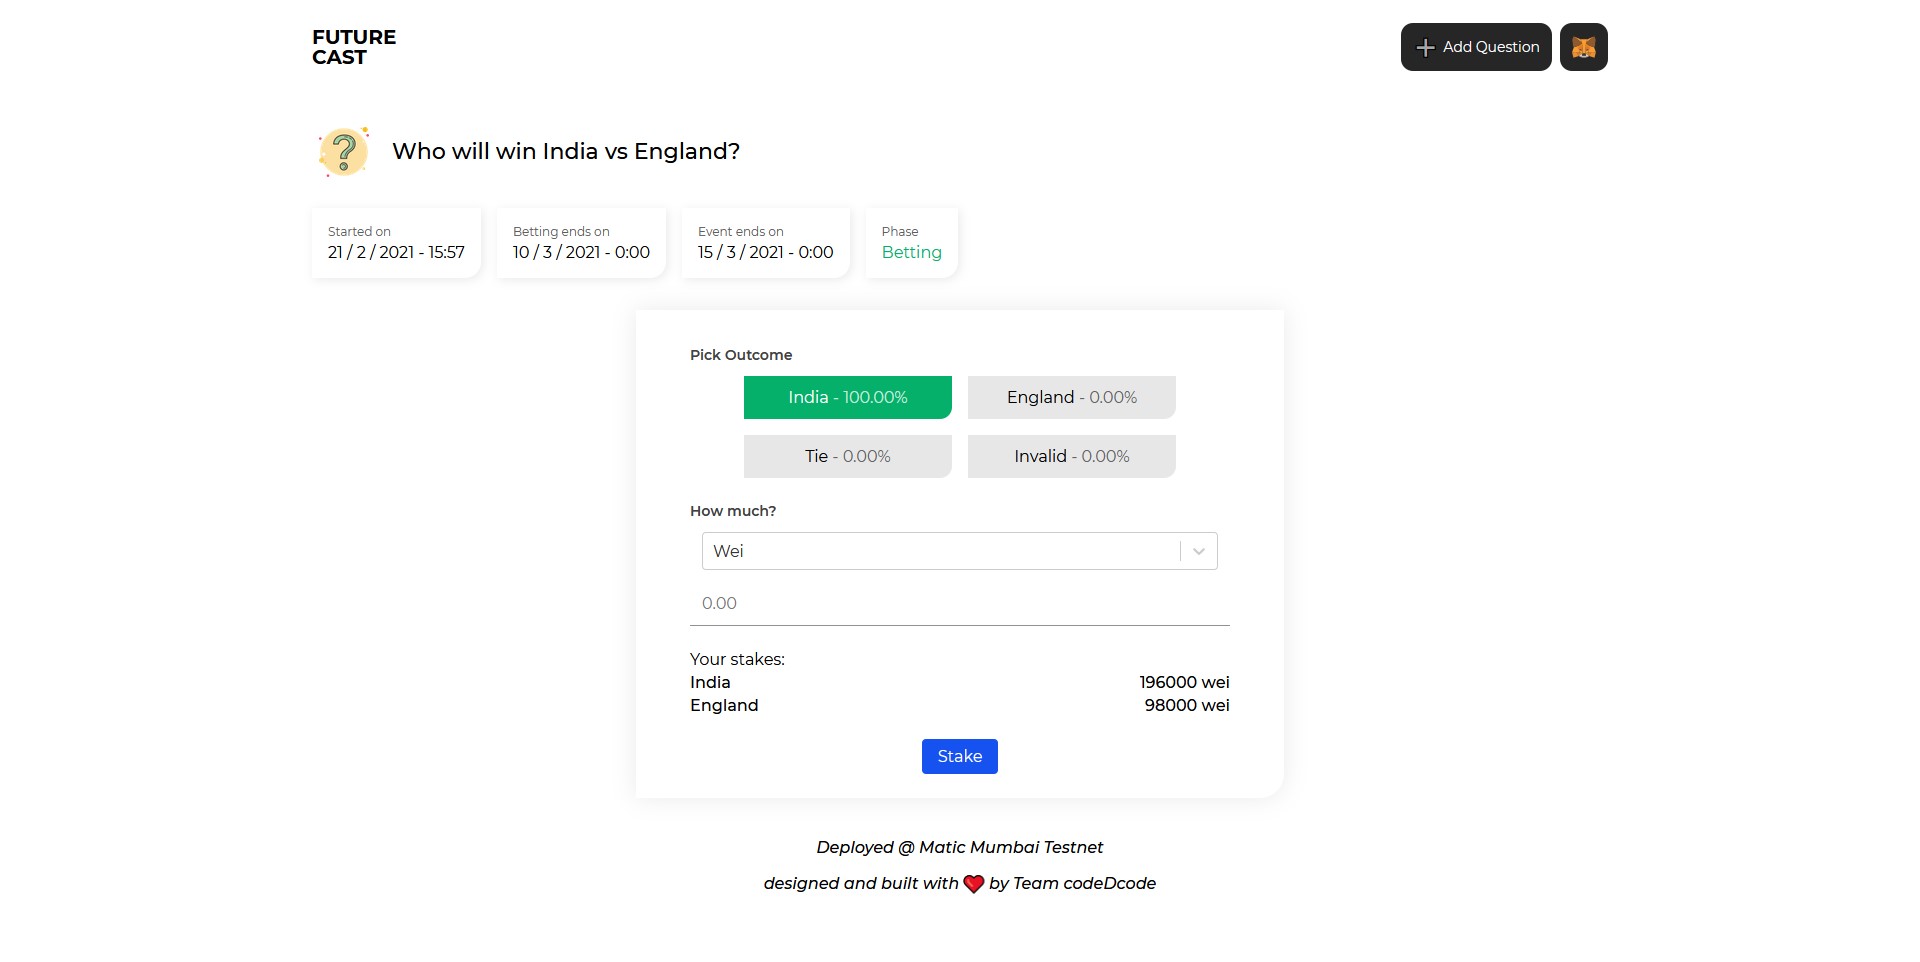 FUTURE
CAST
Add Question
Who will win India vs England?
Started on
21 / 2 / 2021 - 15:57
Betting ends on
10 / 3 / 2021 - 0:00
Event ends on
15 / 3 / 2021 - 0:00
Phase
Betting
Pick Outcome
India - 100.00%
England - 0.00%
Tie - 0.00%
Invalid - 0.00%
How much?
Wei
0.00
Your stakes:
India 196000 wei
England 98000 wei
Stake
Deployed @ Matic Mumbai Testnet
designed and built with ❤ by Team codeDcode